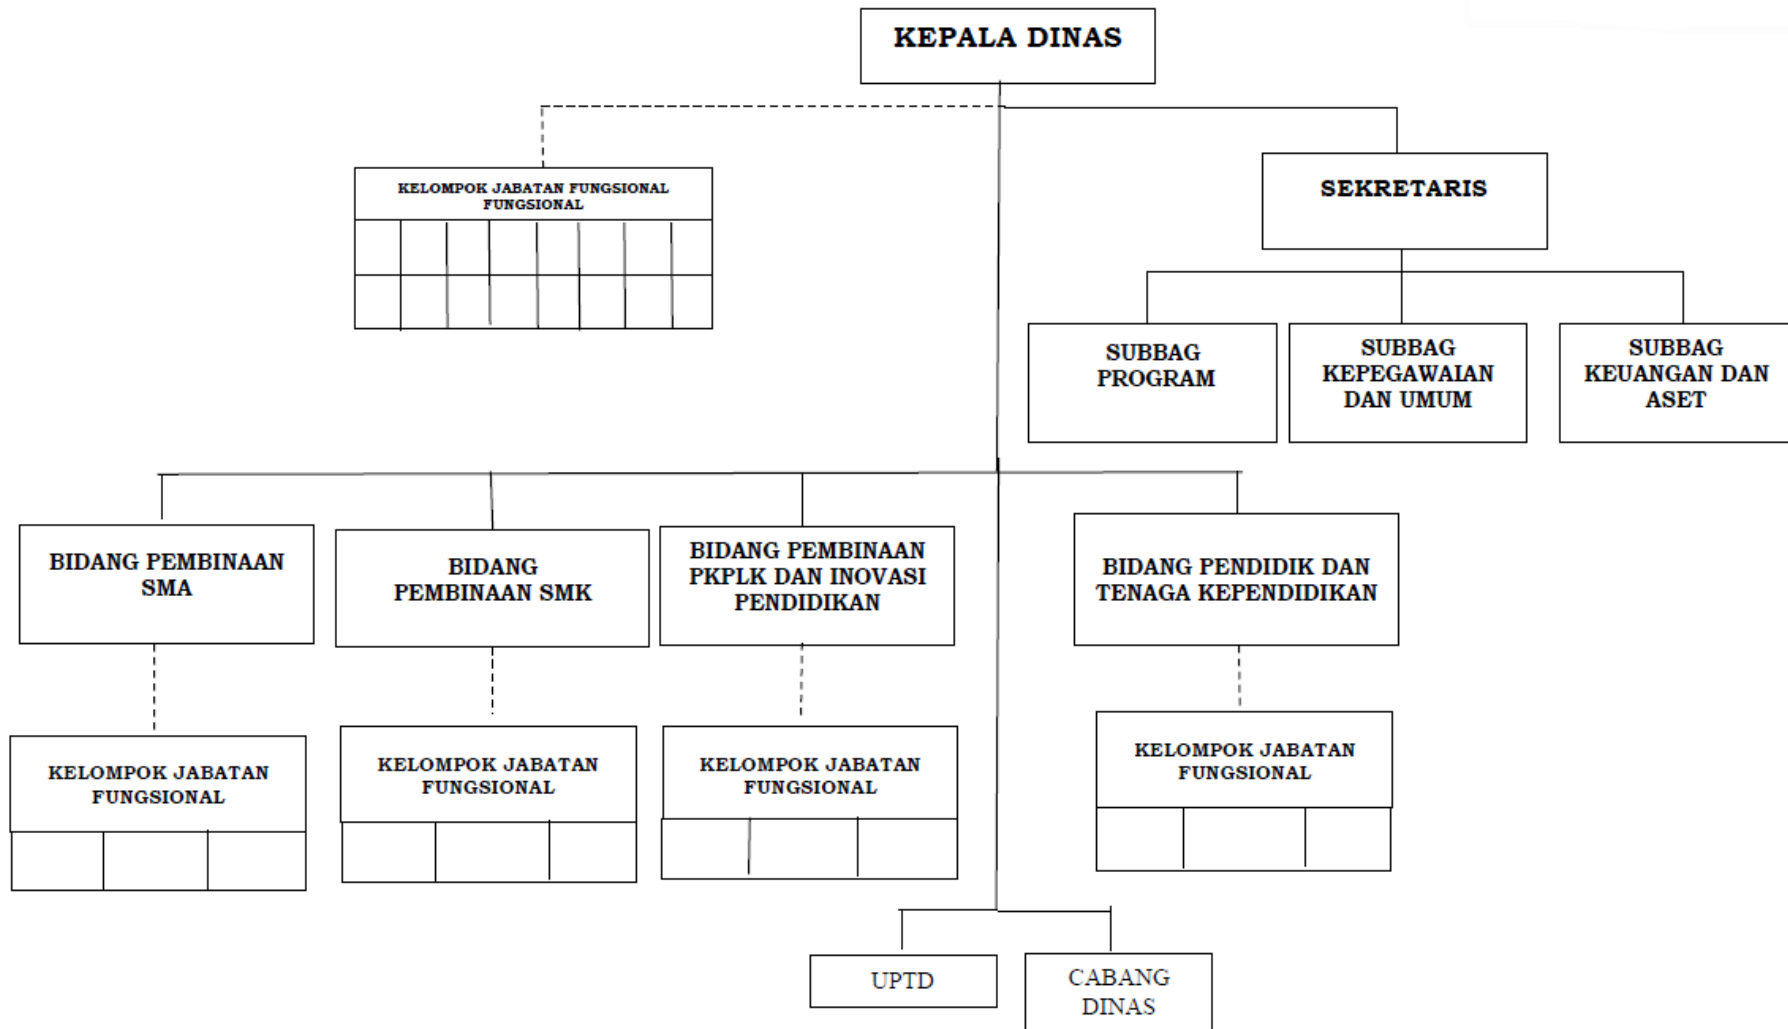 KEPALA DINAS
KELOMPOK JABATAN FUNGSIONAL
FUNGSIONAL
SEKRETARIS
SUBBAG
PROGRAM
SUBBAG
KEPEGAWAIAN
DAN UMUM
SUBBAG
KEUANGAN DAN
ASET
BIDANG PEMBINAAN
SMA
BIDANG
PEMBINAAN SMK
BIDANG PEMBINAAN
PKPLK DAN INOVASI
PENDIDIKAN
BIDANG PENDIDIK DAN
TENAGA KEPENDIDIKAN
KELOMPOK JABATAN
FUNGSIONAL
KELOMPOK JABATAN
FUNGSIONAL
KELOMPOK JABATAN
FUNGSIONAL
KELOMPOK JABATAN
FUNGSIONAL
UPTD
CABANG
DINAS